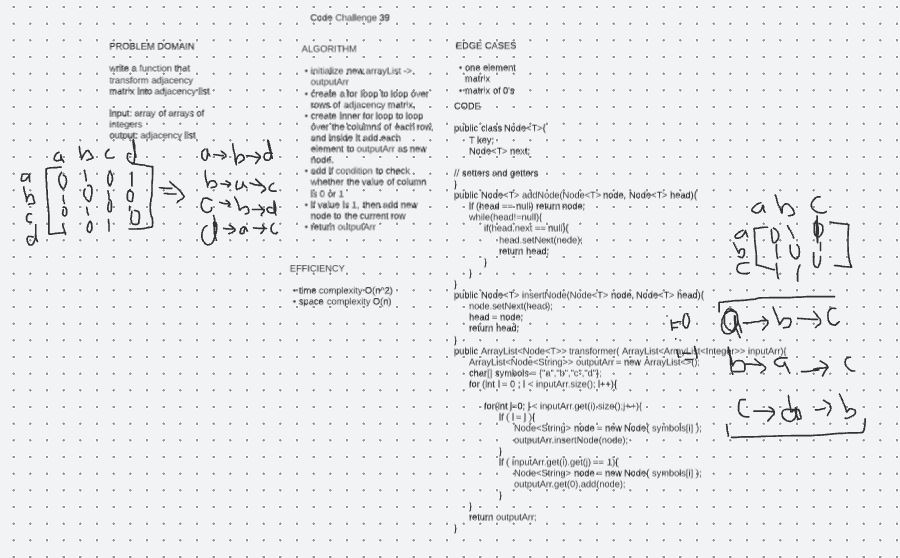 Code Challenge 39
PROBLEM DOMAIN
write a function that
transform adjacency
matrix into adjacency list
Input: array of arrays of
integers
output: adjacency list
a b c d
a
b
c
d
0 1 0 1
1 0 1 0
0 1 0 1
1 0 1 0
a→b→d
b→a→c
c→b→d
d→a→c
ALGORITHM
• initialize new arrayList ->
outputArr
• create a for loop to loop over
rows of adjacency matrix,
• create inner for loop to loop
over the columns of each row,
and inside it add each
element to outputArr as new
node.
• add if condition to check
whether the value of column
is 0 or 1
• If value is 1, then add new
node to the current row
• return outputArr
EFFICIENCY
• time complexity O(n^2)
• space complexity O(n)
EDGE CASES
• one element
matrix
• matrix of 0's
CODE
public class Node<T>{
T key;
Node<T> next;
// setters and getters
}
public Node<T> addNode(Node<T> node, Node<T> head){
If (head == null) return node;
while(head!=null){
if(head.next == null){
head.setNext(node);
return head;
}
}
}
public Node<T> insertNode(Node<T> node, Node<T> head){
node.setNext(head);
head = node;
return head;
}
public ArrayList<Node<T>> transformer( ArrayList<ArrayList<Integer>> inputArr){
ArrayList<Node<String>> outputArr = new ArrayList<>();
char[] symbols = {"a","b","c","d"};
for (int i = 0 ; i < inputArr.size(); i++){
for(int j=0; j < inputArr.get(i).size();j++){
If ( i = j ){
Node<String> node = new Node( symbols[i] );
outputArr.insertNode(node);
}
if ( inputArr.get(i).get(j) == 1){
Node<String> node = new Node( symbols[i] );
outputArr.get(0).add(node);
}
}
return outputArr;
}
a b c
a
b
c
i=0
a→b→c
i=1
b→a→c